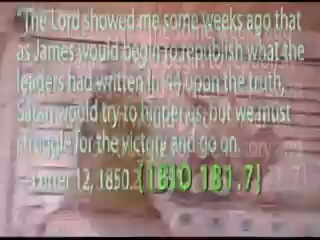 "The Lord showed me some weeks ago that
as James would begin to republish what the
leaders had written in '44 upon the truth,
Satan would try to hinder us, but we must
struggle for the victory and go on.
—Letter 12, 1850. {1BIO 181.7}